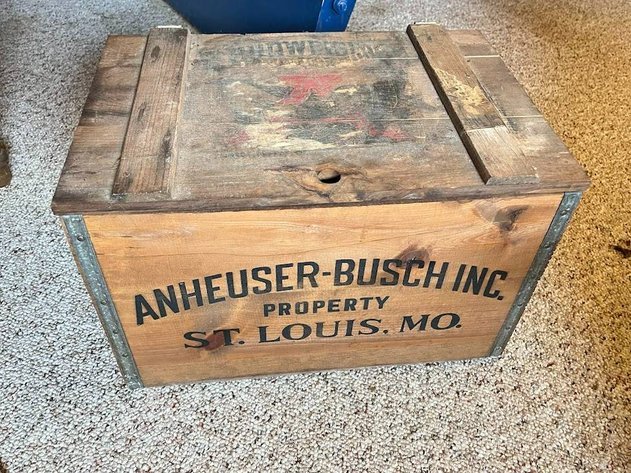 ANHEUSER-BUSCH INC.
PROPERTY
ST. LOUIS. MO.